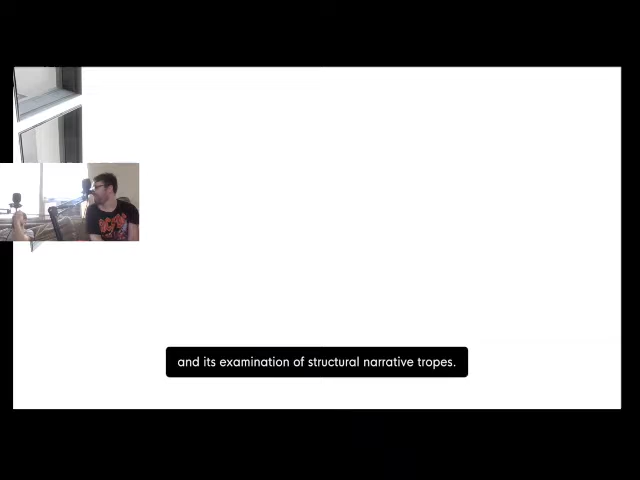 and its examination of structural narrative tropes.